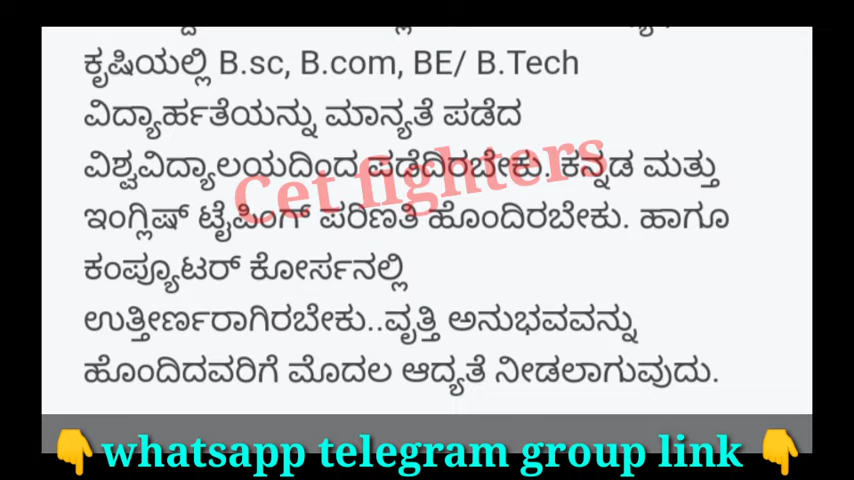 ಕೃಷಿಯಲ್ಲಿ B.sc, B.com, BE/ B.Tech
ವಿದ್ಯಾರ್ಹತೆಯನ್ನು ಮಾನ್ಯತೆ ಪಡೆದ
ವಿಶ್ವವಿದ್ಯಾಲಯದಿಂದ ಪಡೆದಿರಬೇಕು. ಕನ್ನಡ ಮತ್ತು
Cet fighters
ಇಂಗ್ಲಿಷ್ ಟೈಪಿಂಗ್ ಪರಿಣತಿ ಹೊಂದಿರಬೇಕು. ಹಾಗೂ
ಕಂಪ್ಯೂಟರ್ ಕೋರ್ಸನಲ್ಲಿ
ಉತ್ತೀರ್ಣರಾಗಿರಬೇಕು..ವೃತ್ತಿ ಅನುಭವವನ್ನು
ಹೊಂದಿದವರಿಗೆ ಮೊದಲ ಆದ್ಯತೆ ನೀಡಲಾಗುವುದು.
👇whatsapp telegram group link 👇